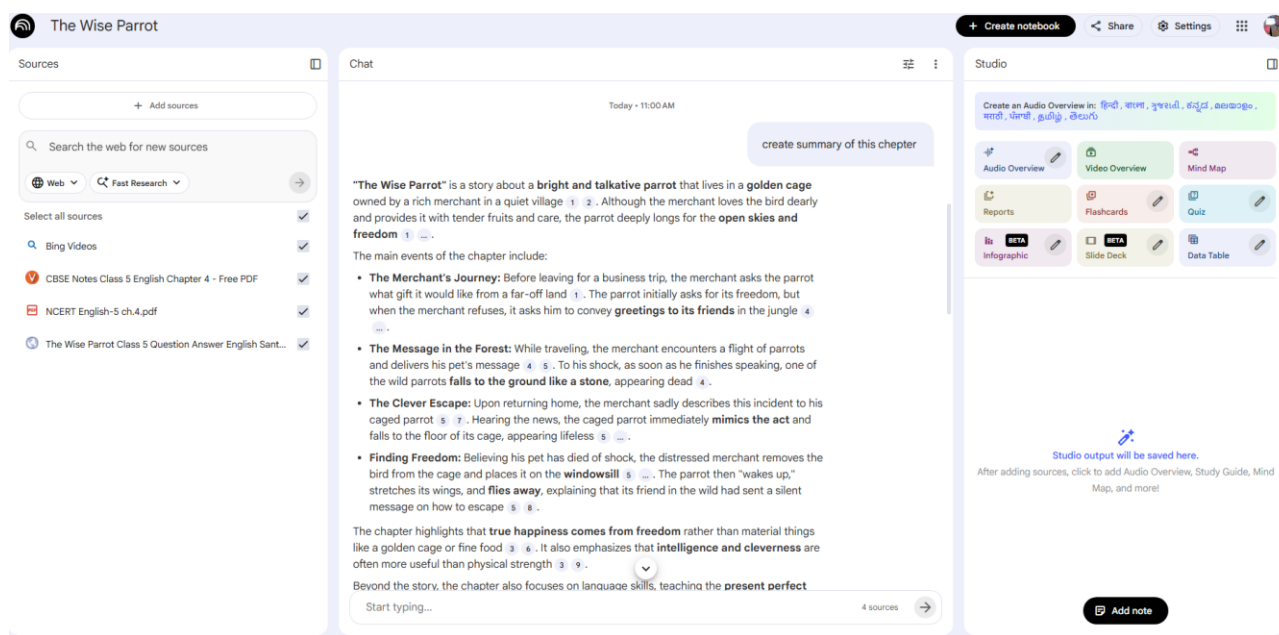 The Wise Parrot
+ Create notebook
Share
Settings
Sources
+ Add sources
Search the web for new sources
Web
Fast Research
Select all sources
Bing Videos
CBSE Notes Class 5 English Chapter 4 - Free PDF
NCERT English-5 ch.4.pdf
The Wise Parrot Class 5 Question Answer English Sant...
Chat
Today • 11:00 AM
create summary of this chepter
"The Wise Parrot" is a story about a bright and talkative parrot that lives in a golden cage
owned by a rich merchant in a quiet village 1 2 . Although the merchant loves the bird dearly
and provides it with tender fruits and care, the parrot deeply longs for the open skies and
freedom 1 ... .
The main events of the chapter include:
• The Merchant's Journey: Before leaving for a business trip, the merchant asks the parrot
what gift it would like from a far-off land 1 . The parrot initially asks for its freedom, but
when the merchant refuses, it asks him to convey greetings to its friends in the jungle 4
... .
• The Message in the Forest: While traveling, the merchant encounters a flight of parrots
and delivers his pet's message 4 5 . To his shock, as soon as he finishes speaking, one of
the wild parrots falls to the ground like a stone, appearing dead 4 .
• The Clever Escape: Upon returning home, the merchant sadly describes this incident to his
caged parrot 5 7 . Hearing the news, the caged parrot immediately mimics the act and
falls to the floor of its cage, appearing lifeless 5 ... .
• Finding Freedom: Believing his pet has died of shock, the distressed merchant removes the
bird from the cage and places it on the windowsill 5 ... . The parrot then "wakes up,"
stretches its wings, and flies away, explaining that its friend in the wild had sent a silent
message on how to escape 5 8 .
The chapter highlights that true happiness comes from freedom rather than material things
like a golden cage or fine food 3 6 . It also emphasizes that intelligence and cleverness are
often more useful than physical strength 3 9 .
Beyond the story, the chapter also focuses on language skills, teaching the present perfect
Start typing...
4 sources
Studio
Create an Audio Overview in: हिन्दी , বাংলা , ગુજરાતી , ಕನ್ನಡ , മലയാളം ,
मराठी , ਪੰਜਾਬੀ , தமிழ் , తెలుగు
Audio Overview
Video Overview
Mind Map
Reports
Flashcards
Quiz
BETA
Infographic
BETA
Slide Deck
Data Table
Studio output will be saved here.
After adding sources, click to add Audio Overview, Study Guide, Mind
Map, and more!
Add note